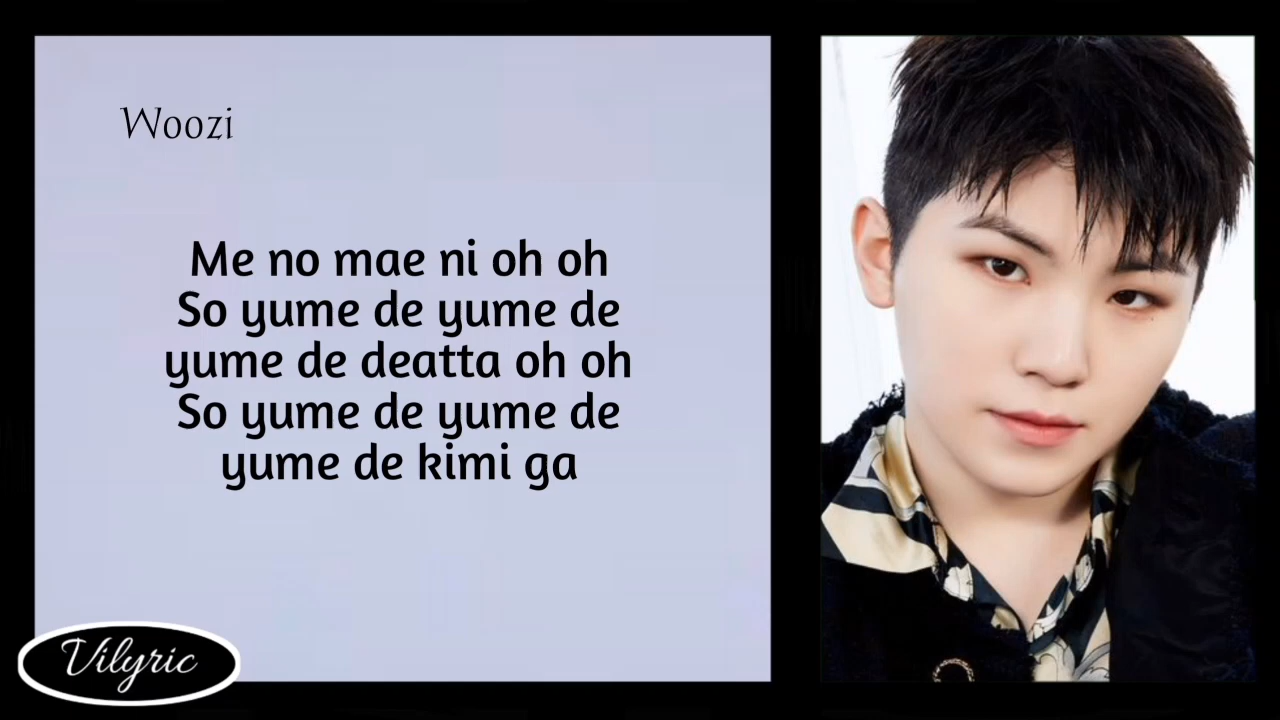 Woozi
Me no mae ni oh oh
So yume de yume de
yume de deatta oh oh
So yume de yume de
yume de kimi ga
Vilyric